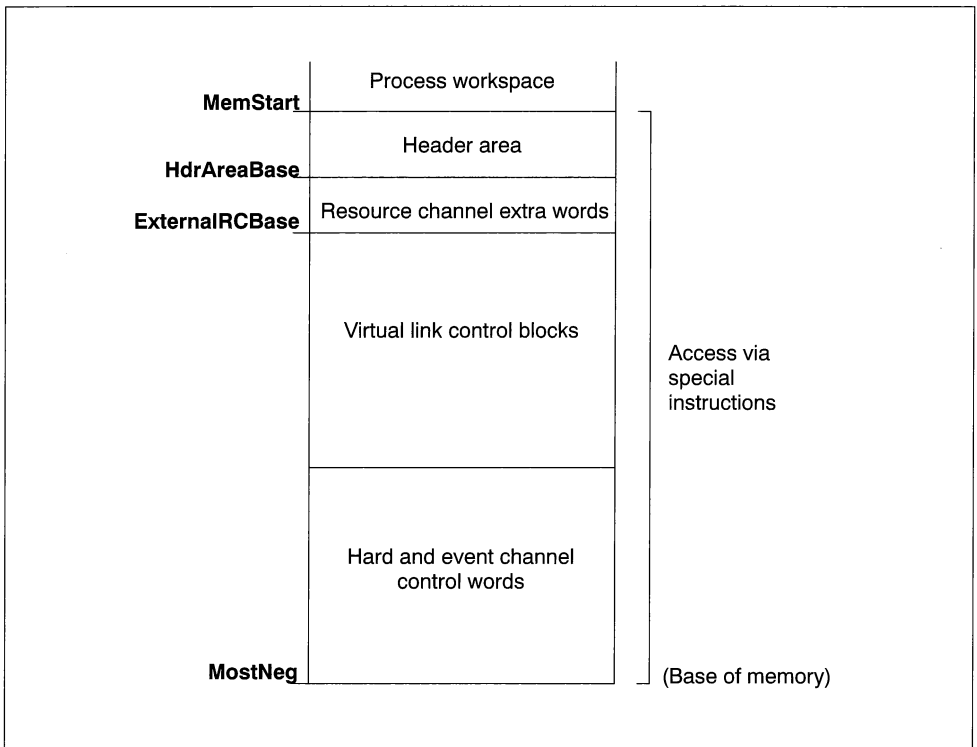 Process workspace
MemStart
Header area
HdrAreaBase
Resource channel extra words
ExternalRCBase
Virtual link control blocks
Access via
special
instructions
Hard and event channel
control words
MostNeg
(Base of memory)